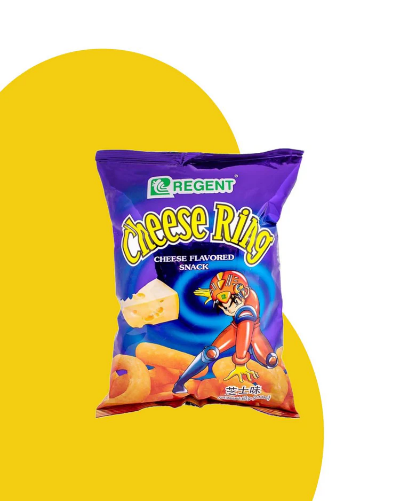 REGENT
Cheese Ring
CHEESE FLAVORED
SNACK
芝士味